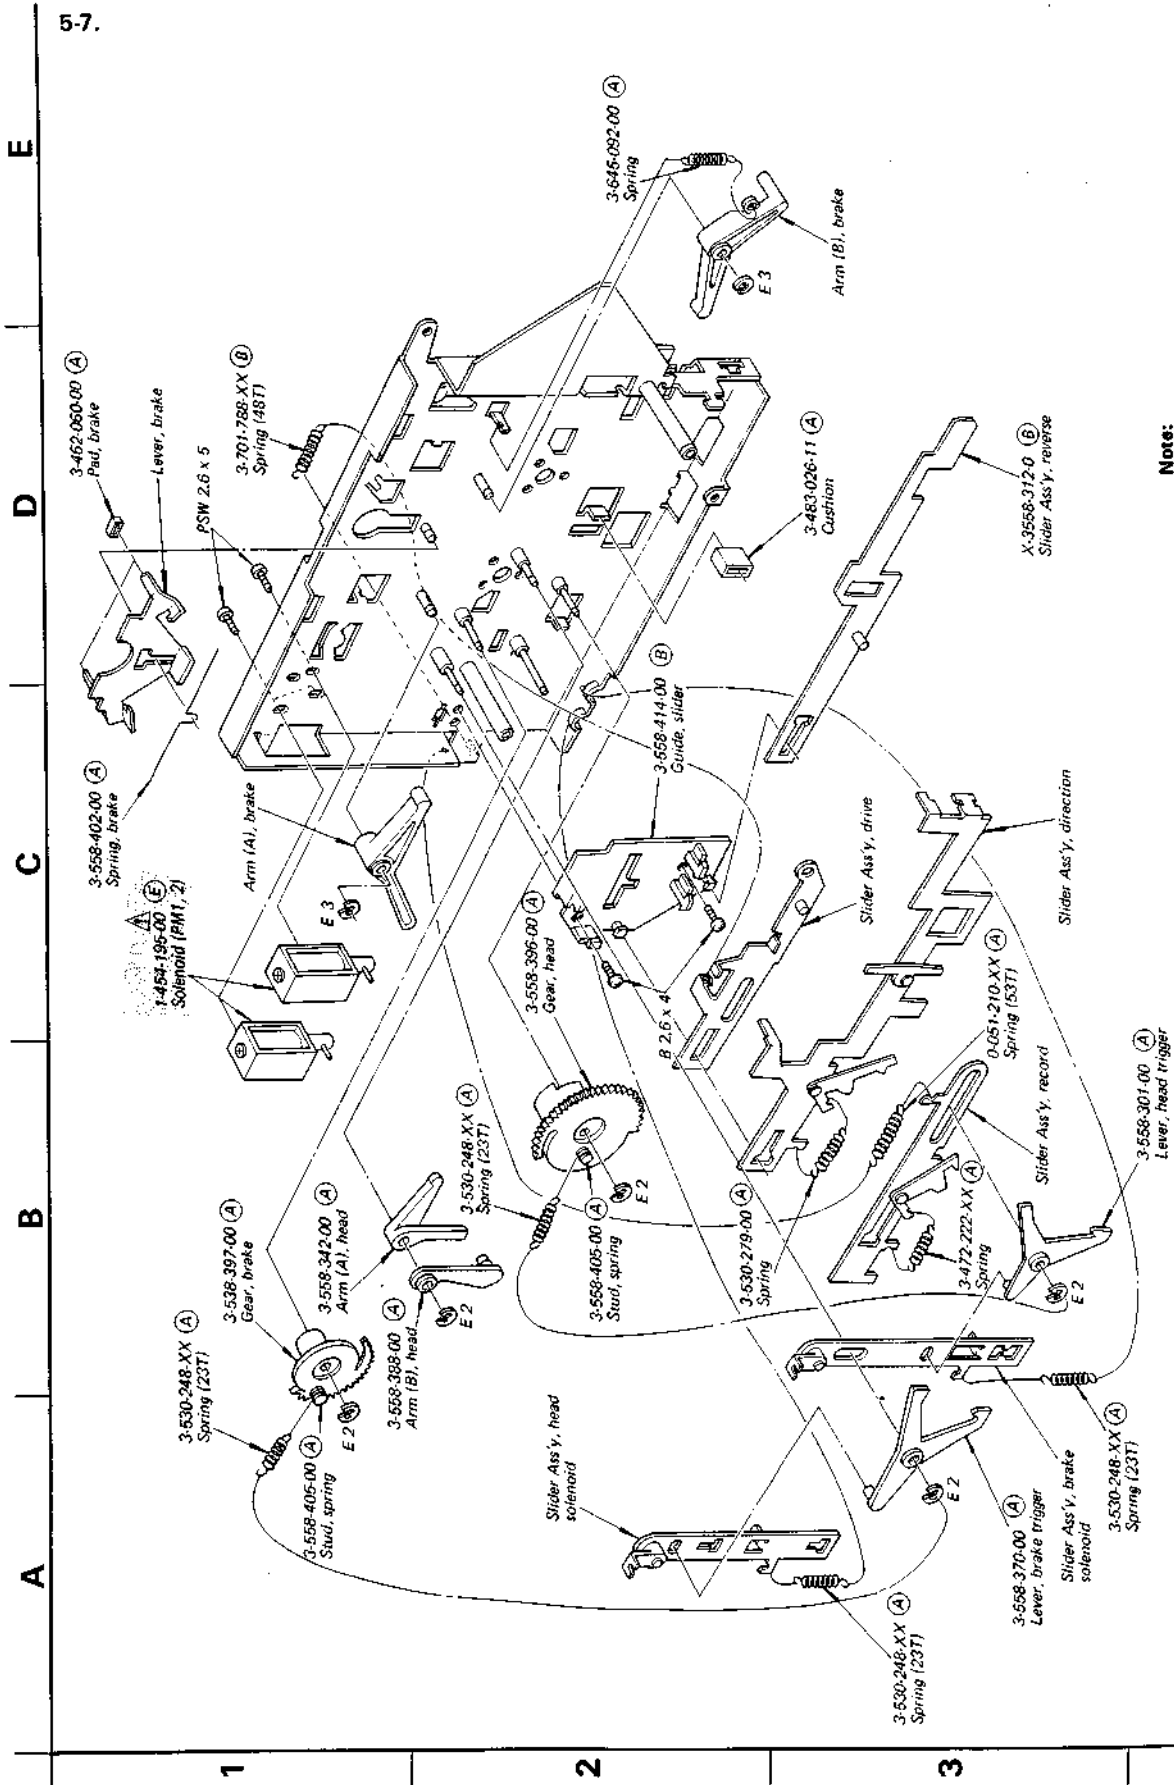 5-7.
A
B
C
D
E
1
2
3
3-558-402-00 (A)
Spring, brake
3-452-060-00 (A)
Pad, brake
Lever, brake
PSW 2.6 x 5
3-701-788-XX (B)
Spring (48T)
1-454-195-00 (E)
Solenoid (PM1, 2)
Arm (A), brake
E 3
3-645-092-00 (A)
Spring
E 3
Arm (B), brake
3-538-397-00 (A)
Gear, brake
3-530-248-XX (A)
Spring (23T)
3-558-342-00 (A)
Arm (A), head
3-558-405-00 (A)
Stud, spring
E 2
3-558-388-00 (A)
Arm (B), head
E 2
3-530-248-XX (A)
Spring (23T)
3-558-396-00 (A)
Gear, head
3-558-405-00 (A)
Stud, spring
E 2
3-558-414-00 (B)
Guide, slider
B 2.6 x 4
3-483-026-11 (A)
Cushion
X-3558-312-0 (B)
Slider Ass'y, reverse
Slider Ass'y, drive
Slider Ass'y, direction
3-530-279-00 (A)
Spring
0-051-210-XX (A)
Spring (53T)
Slider Ass'y, record
3-472-222-XX (A)
Spring
3-558-301-00 (A)
Lever, head trigger
E 2
Slider Ass'y, head
solenoid
3-530-248-XX (A)
Spring (23T)
E 2
3-558-370-00 (A)
Lever, brake trigger
Slider Ass'y, brake
solenoid
3-530-248-XX (A)
Spring (23T)
Note: